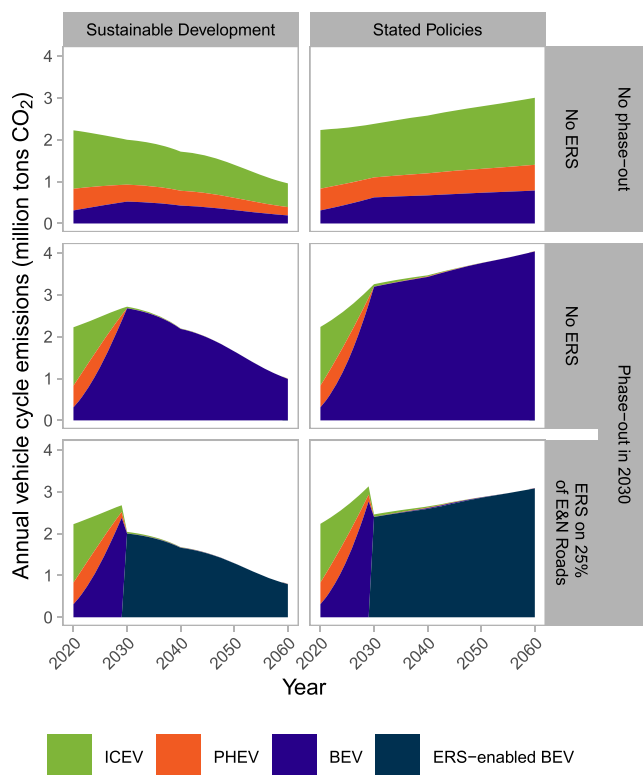 Sustainable Development
Stated Policies
Annual vehicle cycle emissions (million tons CO₂)
4
3
2
1
0
No ERS
No phase−out
4
3
2
1
0
No ERS
Phase−out in 2030
4
3
2
1
0
ERS on 25%
of E&N Roads
2020
2030
2040
2050
2060
2020
2030
2040
2050
2060
Year
ICEV
PHEV
BEV
ERS−enabled BEV